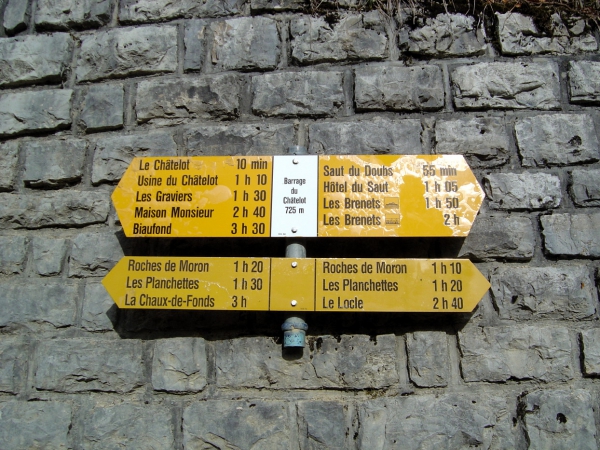 Le Châtelot 10 min
Usine du Châtelot 1 h 10
Les Graviers 1 h 30
Maison Monsieur 2 h 40
Biaufond 3 h 30
Barrage
du
Châtelot
725 m
Saut du Doubs 55 min
Hôtel du Saut 1 h 05
Les Brenets 1 h 50
Les Brenets 2 h
Roches de Moron 1 h 20
Les Planchettes 1 h 30
La Chaux-de-Fonds 3 h
Roches de Moron 1 h 10
Les Planchettes 1 h 20
Le Locle 2 h 40